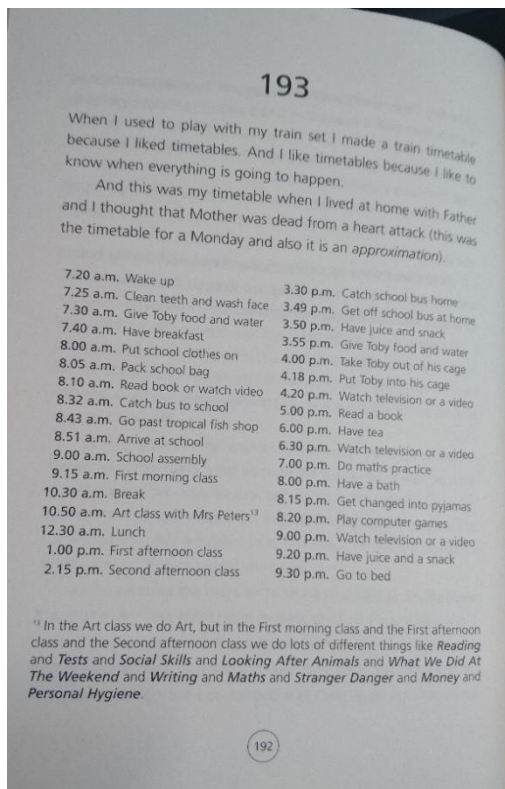 193
When I used to play with my train set I made a train timetable
because I liked timetables. And I like timetables because I like to
know when everything is going to happen.
And this was my timetable when I lived at home with Father
and I thought that Mother was dead from a heart attack (this was
the timetable for a Monday and also it is an approximation).
7.20 a.m. Wake up
7.25 a.m. Clean teeth and wash face
7.30 a.m. Give Toby food and water
7.40 a.m. Have breakfast
8.00 a.m. Put school clothes on
8.05 a.m. Pack school bag
8.10 a.m. Read book or watch video
8.32 a.m. Catch bus to school
8.43 a.m. Go past tropical fish shop
8.51 a.m. Arrive at school
9.00 a.m. School assembly
9.15 a.m. First morning class
10.30 a.m. Break
10.50 a.m. Art class with Mrs Peters¹³
12.30 a.m. Lunch
1.00 p.m. First afternoon class
2.15 p.m. Second afternoon class
3.30 p.m. Catch school bus home
3.49 p.m. Get off school bus at home
3.50 p.m. Have juice and snack
3.55 p.m. Give Toby food and water
4.00 p.m. Take Toby out of his cage
4.18 p.m. Put Toby into his cage
4.20 p.m. Watch television or a video
5.00 p.m. Read a book
6.00 p.m. Have tea
6.30 p.m. Watch television or a video
7.00 p.m. Do maths practice
8.00 p.m. Have a bath
8.15 p.m. Get changed into pyjamas
8.20 p.m. Play computer games
9.00 p.m. Watch television or a video
9.20 p.m. Have juice and a snack
9.30 p.m. Go to bed
¹³ In the Art class we do Art, but in the First morning class and the First afternoon
class and the Second afternoon class we do lots of different things like Reading
and Tests and Social Skills and Looking After Animals and What We Did At
The Weekend and Writing and Maths and Stranger Danger and Money and
Personal Hygiene.
192